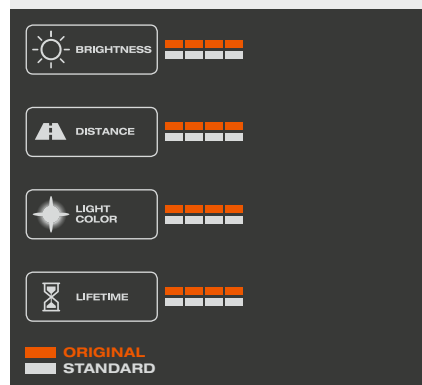 BRIGHTNESS
DISTANCE
LIGHT
COLOR
LIFETIME
ORIGINAL
STANDARD